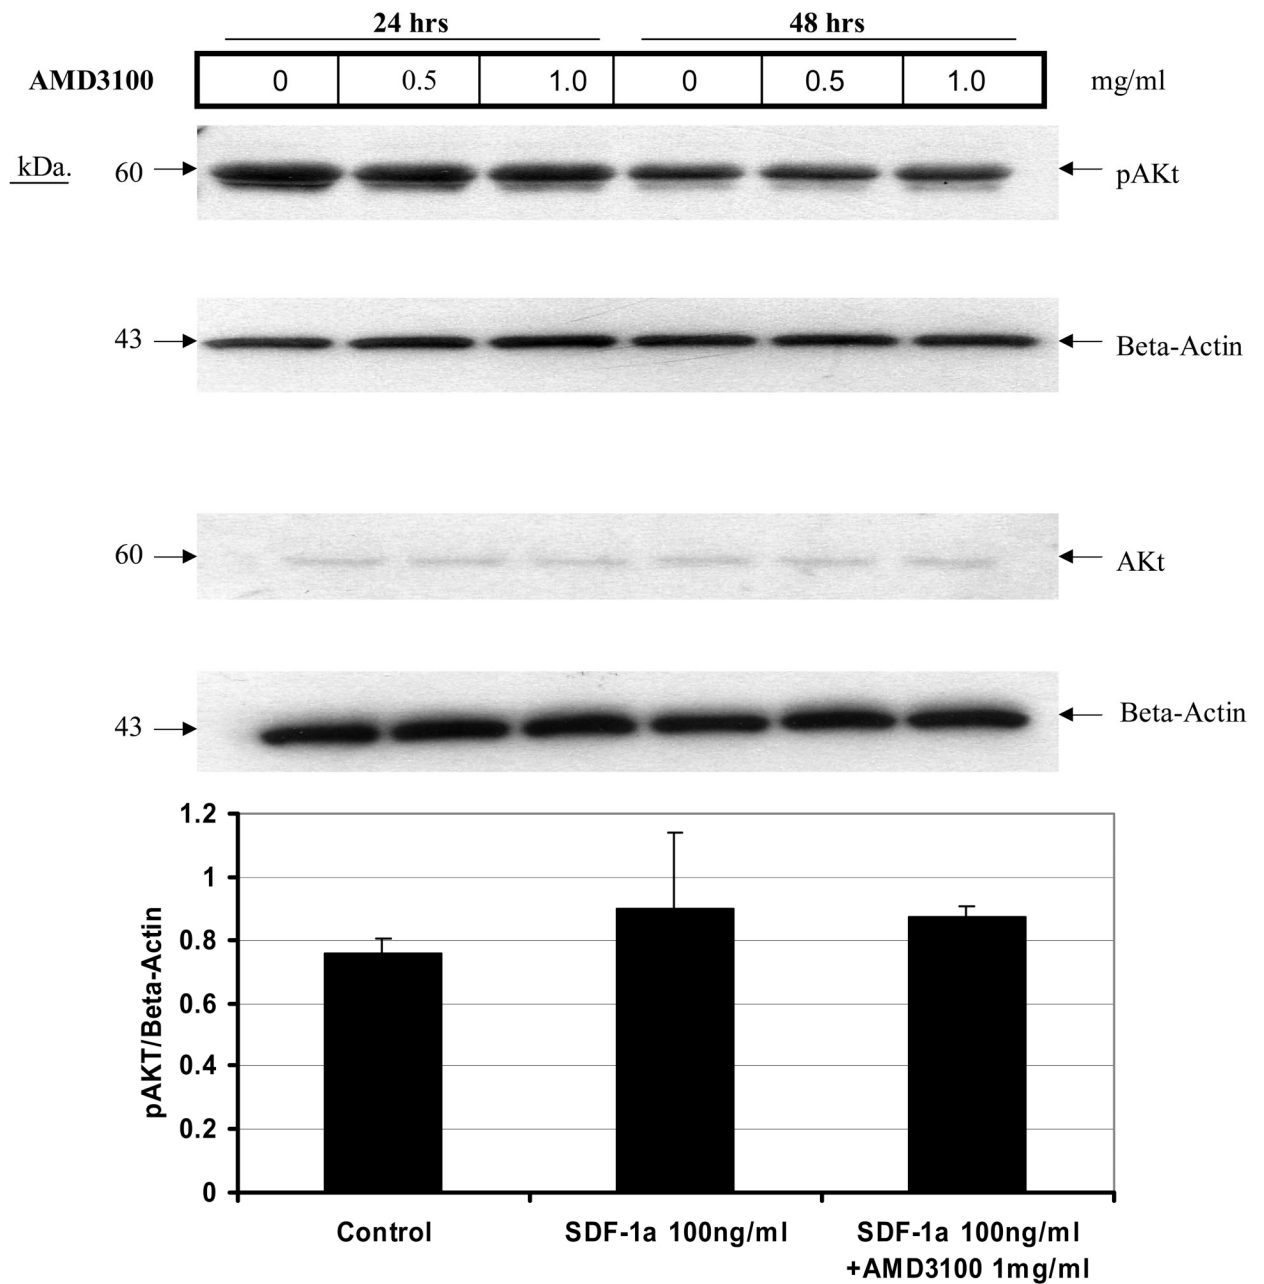 24 hrs 48 hrs
AMD3100 0 0.5 1.0 0 0.5 1.0 mg/ml
kDa. 60 pAKt
43 Beta-Actin
60 AKt
43 Beta-Actin
1.2
1
0.8
0.6
0.4
0.2
0
pAKT/Beta-Actin
Control SDF-1a 100ng/ml SDF-1a 100ng/ml
+AMD3100 1mg/ml